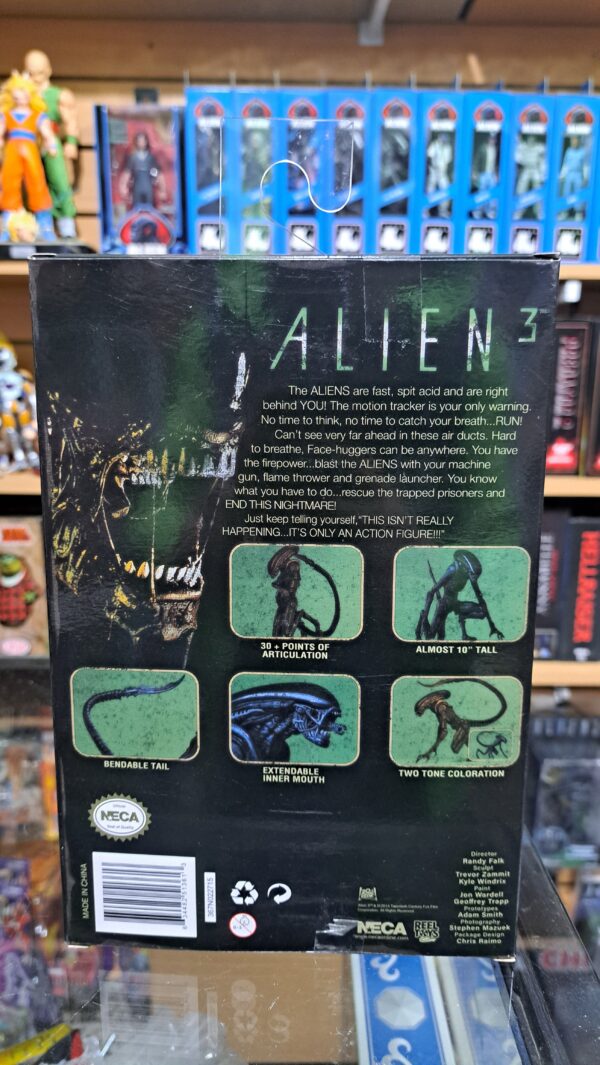 ALIEN 3
The ALIENS are fast, spit acid and are right
behind YOU! The motion tracker is your only warning.
No time to think, no time to catch your breath...RUN!
Can't see very far ahead in these air ducts. Hard
to breathe, Face-huggers can be anywhere. You have
the firepower...blast the ALIENS with your machine
gun, flame thrower and grenade launcher. You know
what you have to do...rescue the trapped prisoners and
END THIS NIGHTMARE!
Just keep telling yourself, "THIS ISN'T REALLY
HAPPENING...IT'S ONLY AN ACTION FIGURE!!!"
30 + POINTS OF
ARTICULATION
ALMOST 10" TALL
BENDABLE TAIL
EXTENDABLE
INNER MOUTH
TWO TONE COLORATION
NECA
Seal of Quality
MADE IN CHINA
367NC022715
Director
Randy Falk
Sculpt
Trevor Zammit
Kyle Windrix
Paint
Jon Wardell
Geoffrey Trapp
Prototypes
Adam Smith
Photography
Stephen Mazuek
Package Design
Chris Raimo
NECA
REEL
TOYS
HELLRAISER